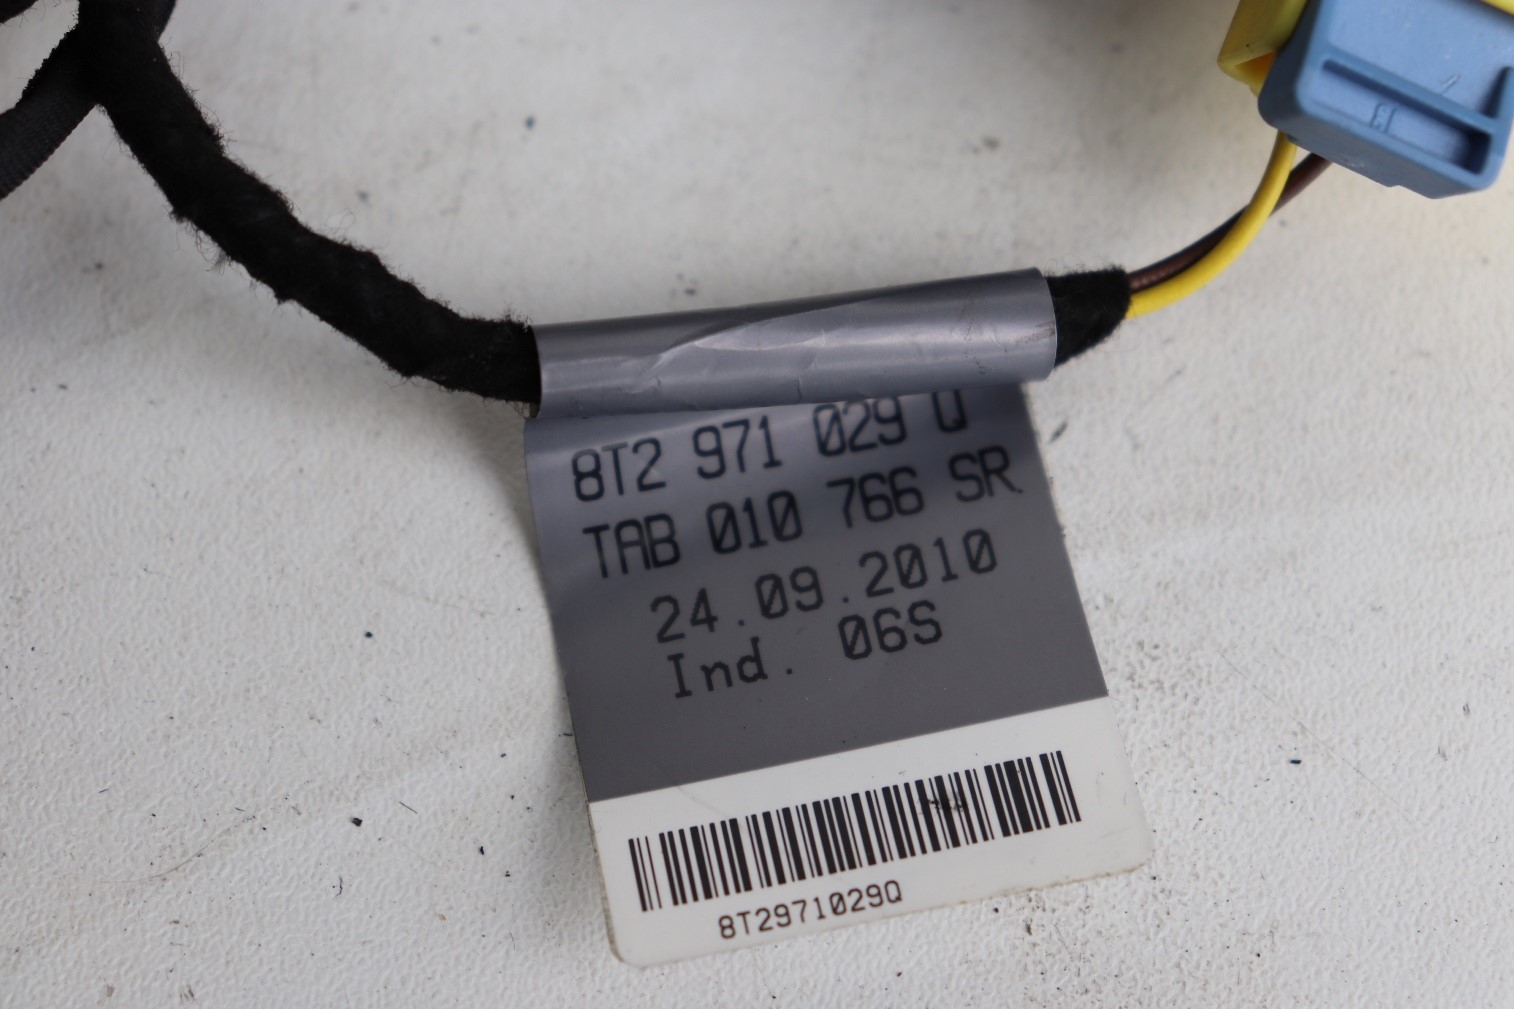 8T2 971 029 Q
TAB 010 766 SR
24.09.2010
Ind. 06S
8T2971029Q